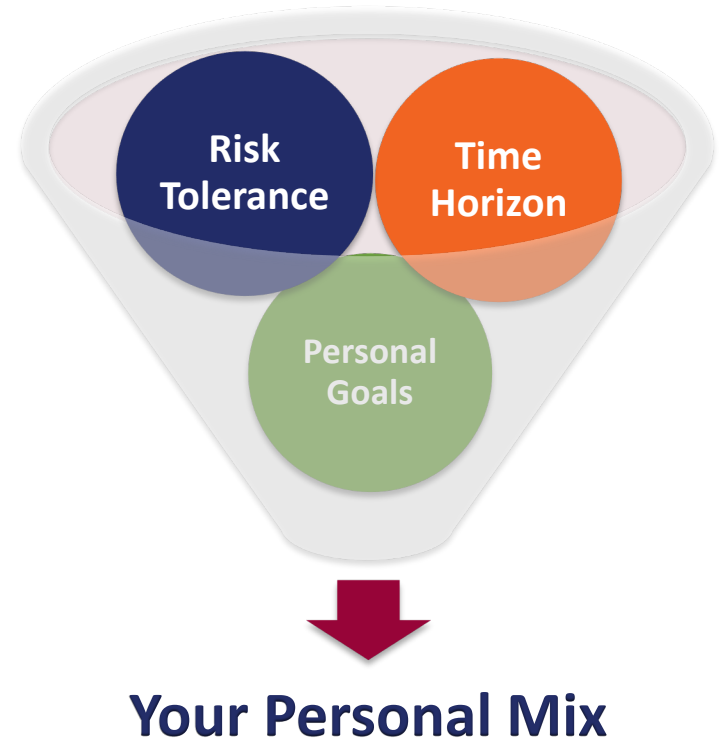 Risk
Tolerance
Time
Horizon
Personal
Goals
Your Personal Mix